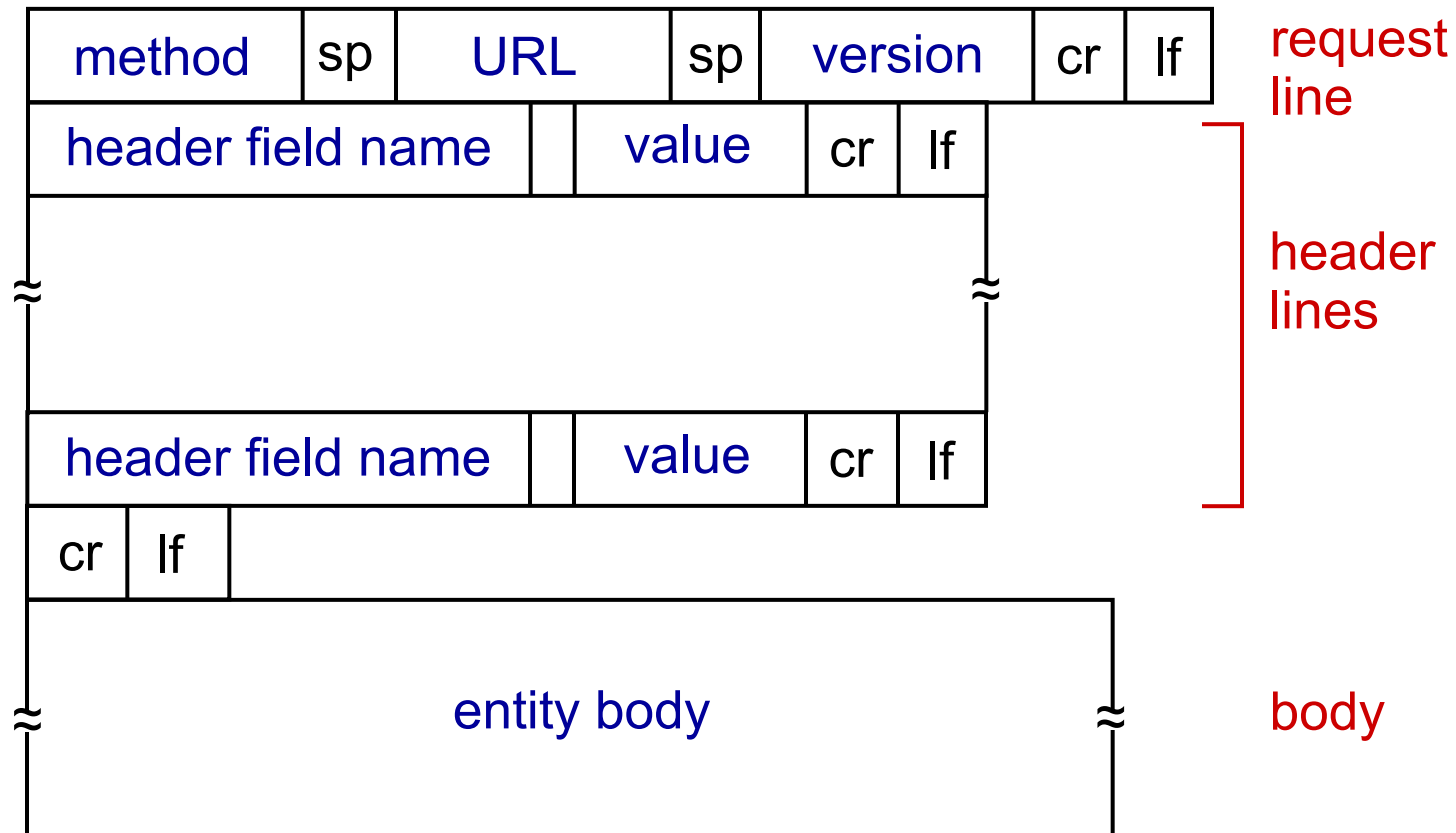 method sp URL sp version cr lf request
line
header field name value cr lf
header
lines
header field name value cr lf
cr lf
entity body body